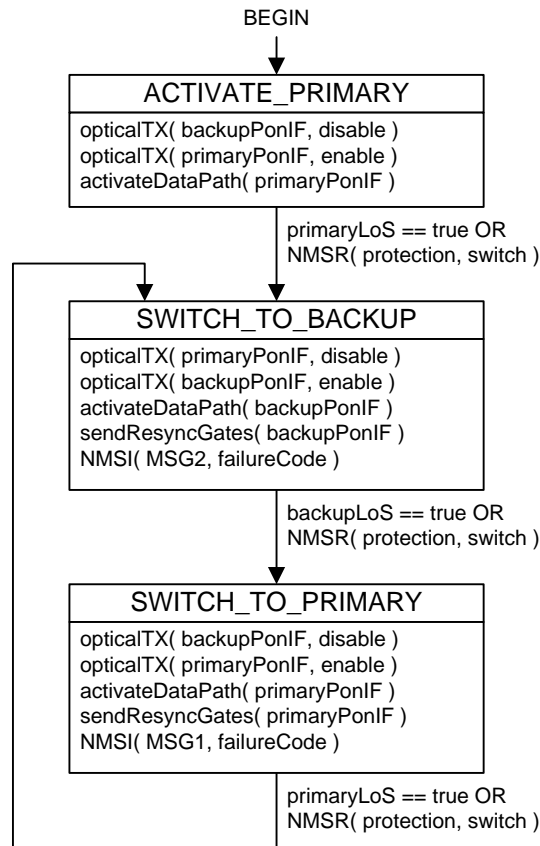 BEGIN
ACTIVATE_PRIMARY
opticalTX( backupPonIF, disable )
opticalTX( primaryPonIF, enable )
activateDataPath( primaryPonIF )
primaryLoS == true OR
NMSR( protection, switch )
SWITCH_TO_BACKUP
opticalTX( primaryPonIF, disable )
opticalTX( backupPonIF, enable )
activateDataPath( backupPonIF )
sendResyncGates( backupPonIF )
NMSI( MSG2, failureCode )
backupLoS == true OR
NMSR( protection, switch )
SWITCH_TO_PRIMARY
opticalTX( backupPonIF, disable )
opticalTX( primaryPonIF, enable )
activateDataPath( primaryPonIF )
sendResyncGates( primaryPonIF )
NMSI( MSG1, failureCode )
primaryLoS == true OR
NMSR( protection, switch )